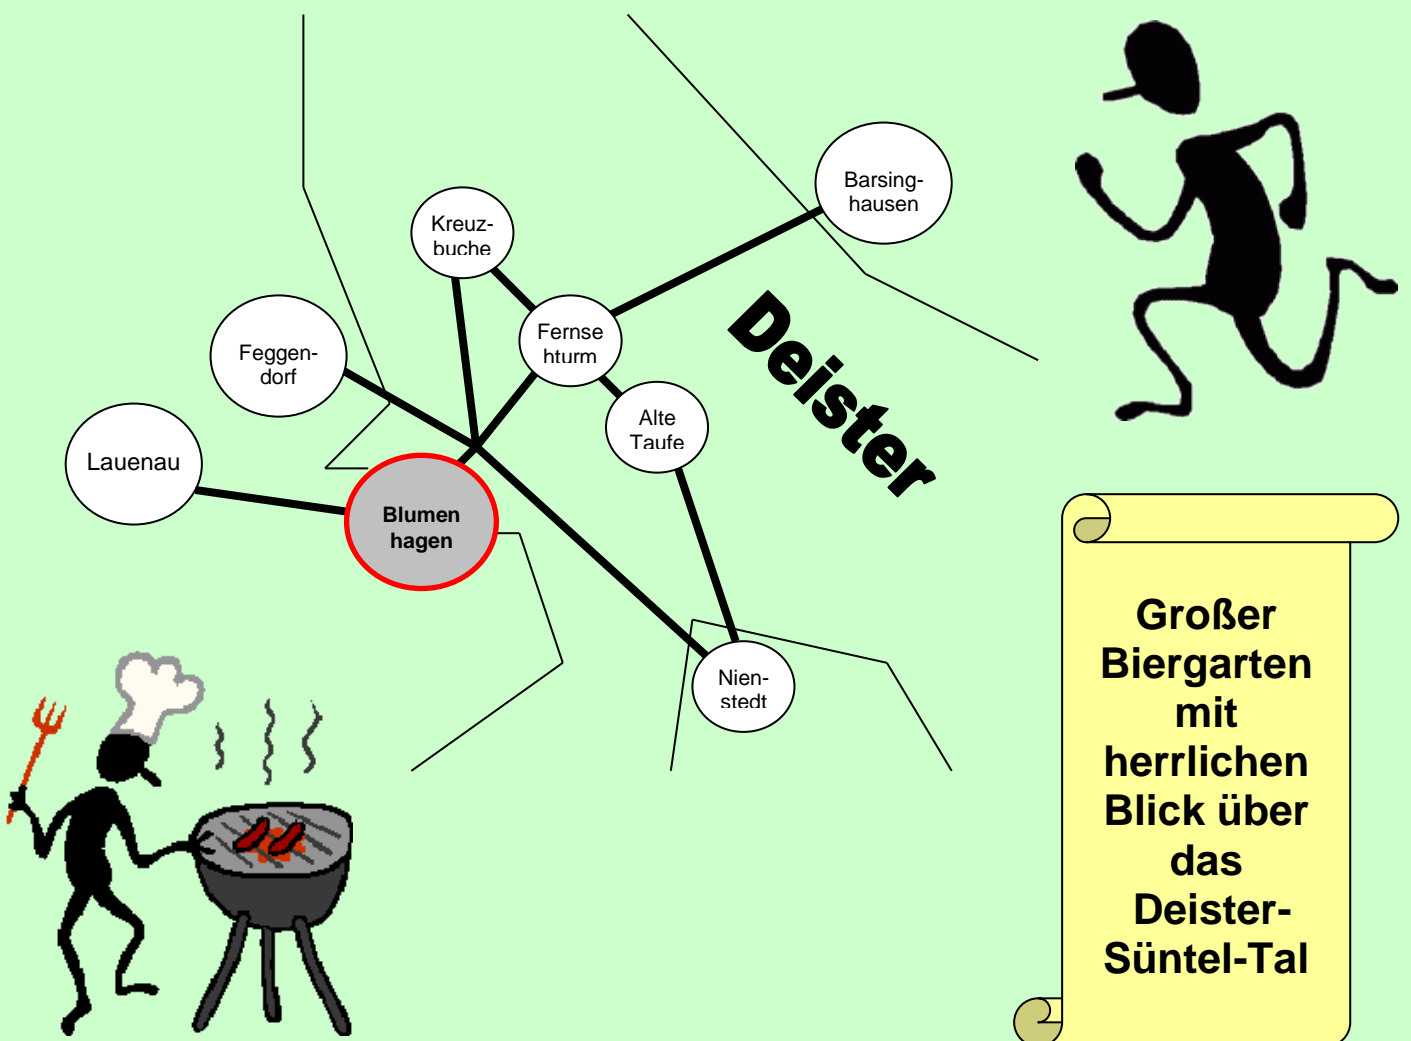 Barsing-
hausen
Kreuz-
buche
Fernse
hturm
Feggen-
dorf
Deister
Alte
Taufe
Lauenau
Blumen
hagen
Nien-
stedt
Großer
Biergarten
mit
herrlichen
Blick über
das
Deister-
Süntel-Tal